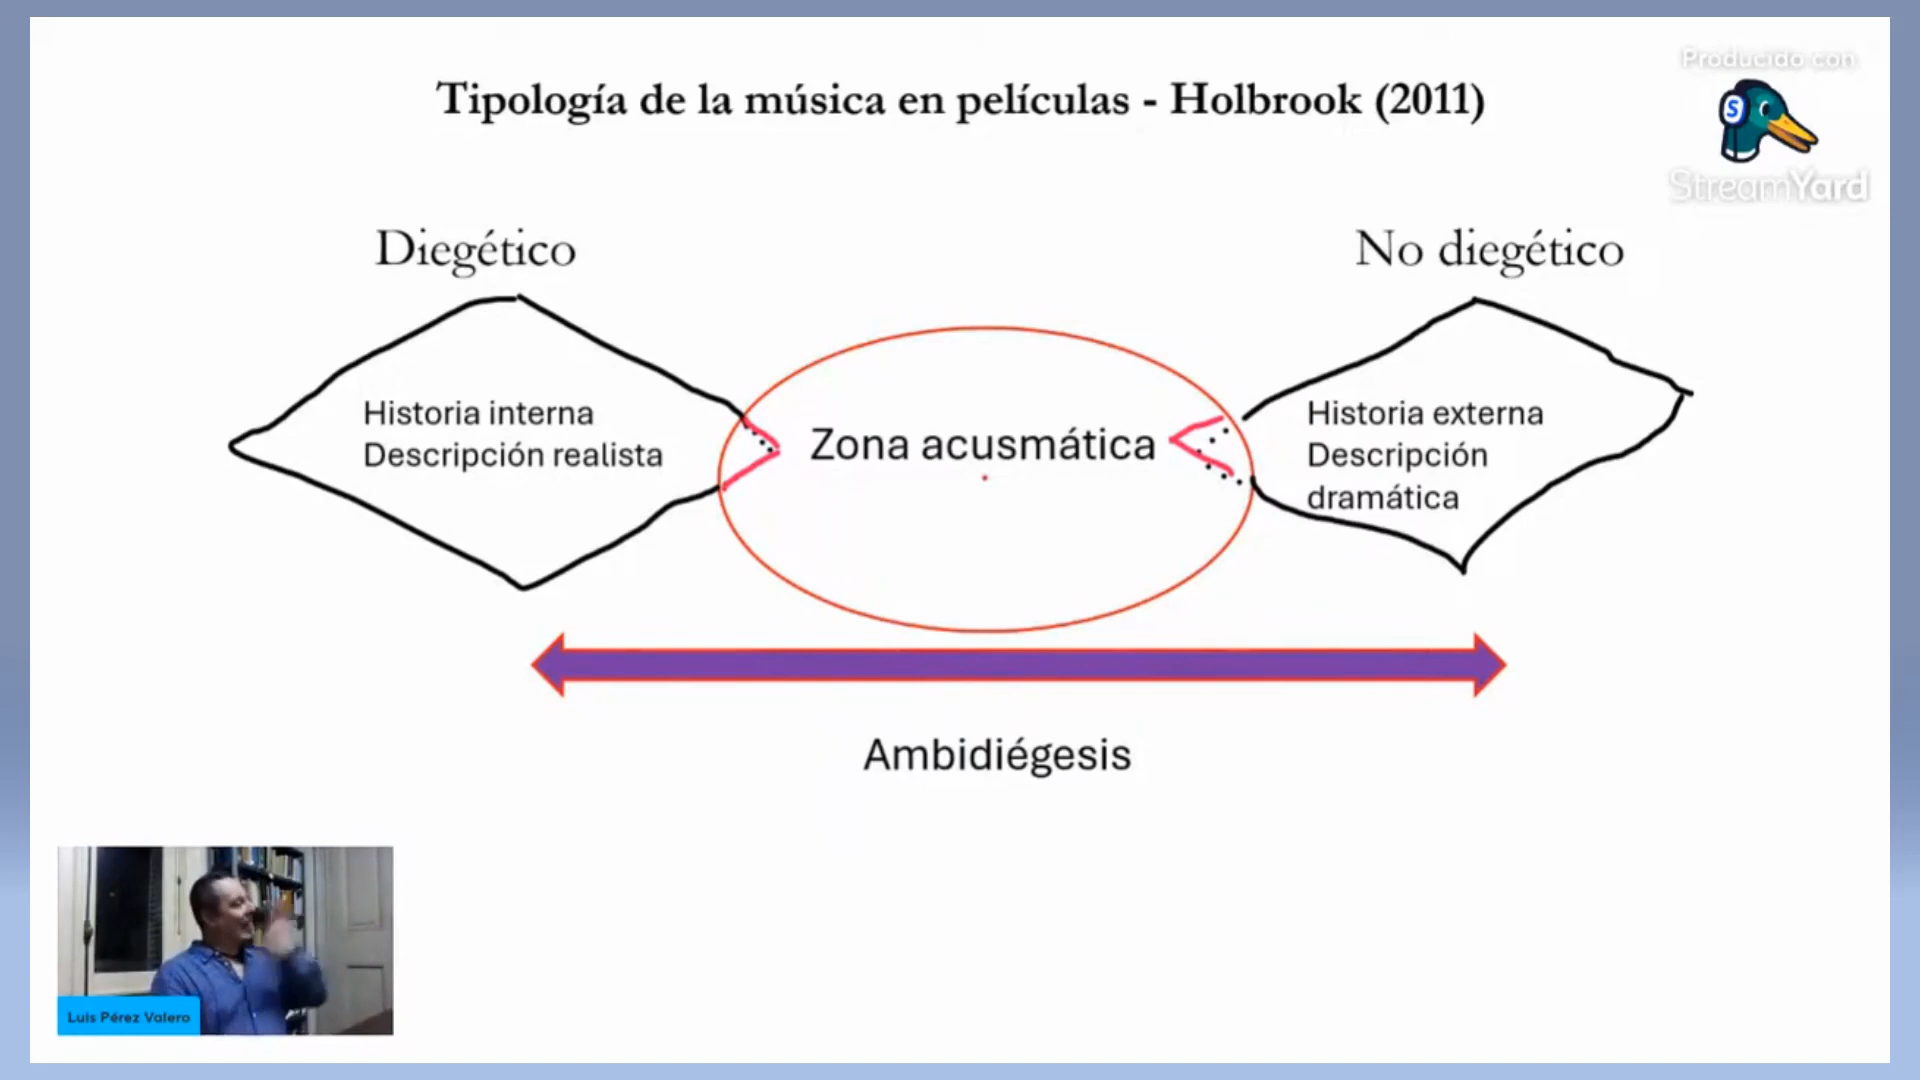 Producido con
S
StreamYard
Tipología de la música en películas - Holbrook (2011)
Diegético
No diegético
Historia interna
Descripción realista
Zona acusmática
Historia externa
Descripción
dramática
Ambidiégesis
Luis Pérez Valero